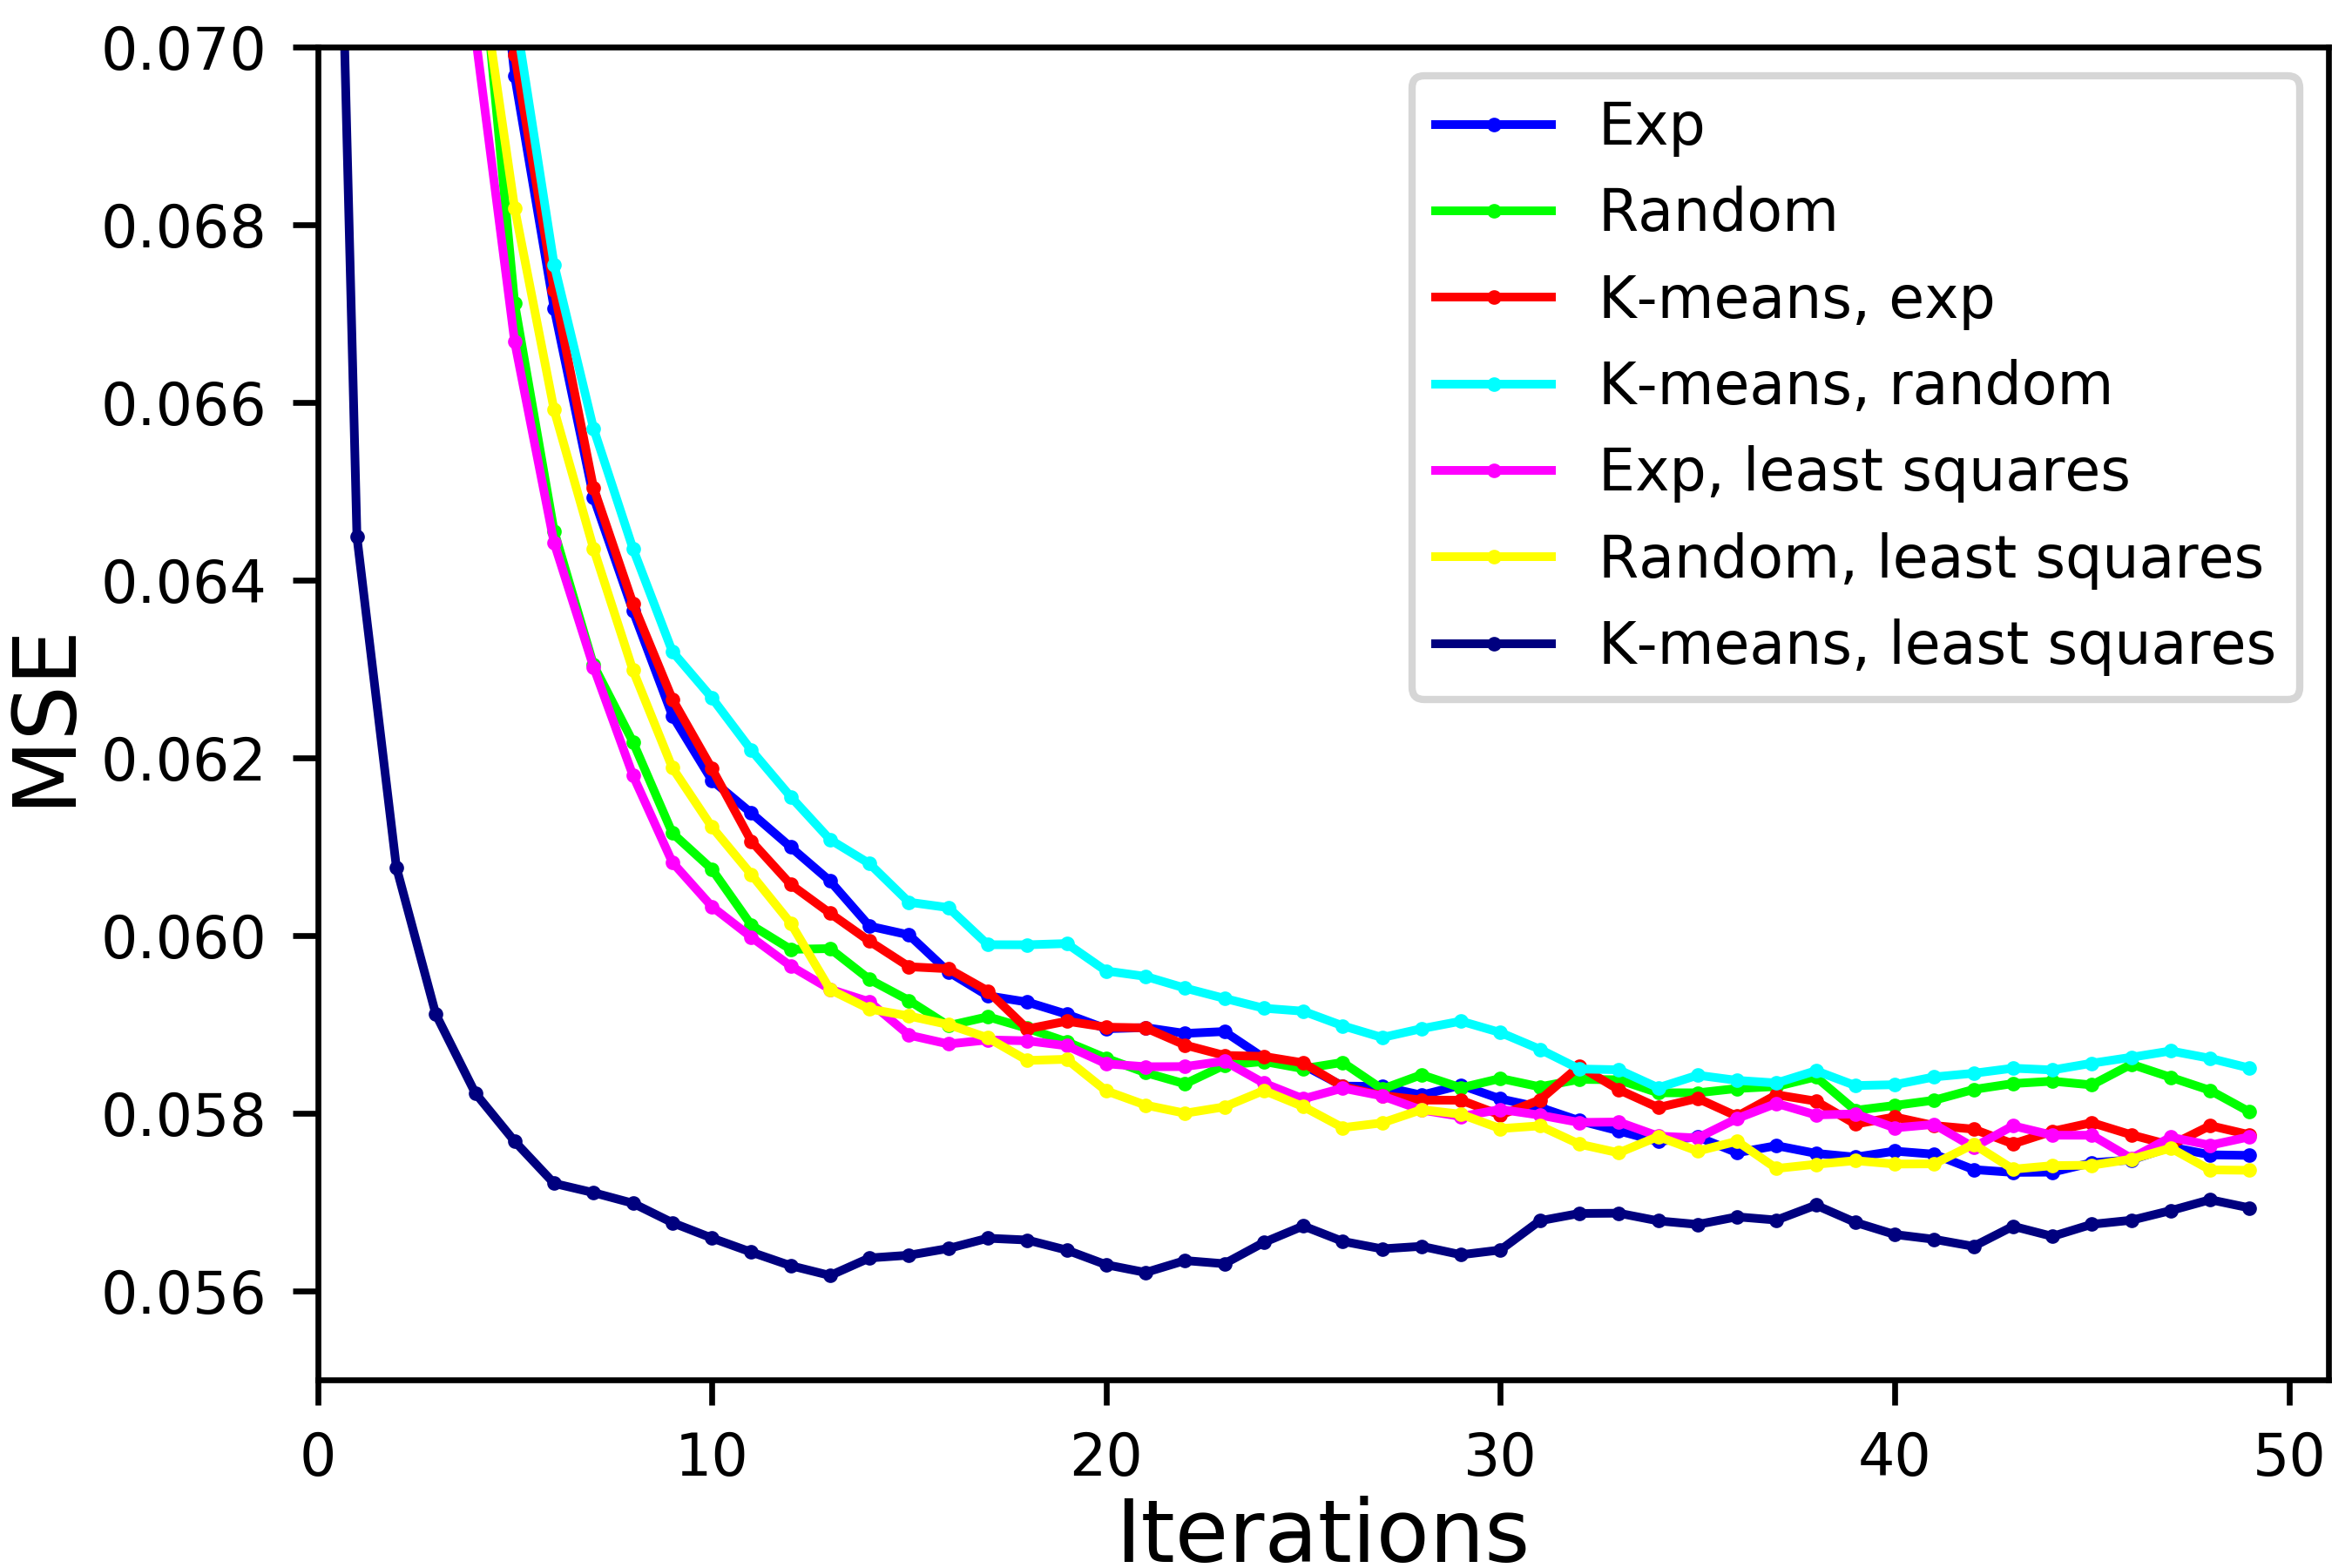 0.070
0.068
0.066
0.064
0.062
0.060
0.058
0.056
MSE
Exp
Random
K-means, exp
K-means, random
Exp, least squares
Random, least squares
K-means, least squares
0 10 20 30 40 50
Iterations